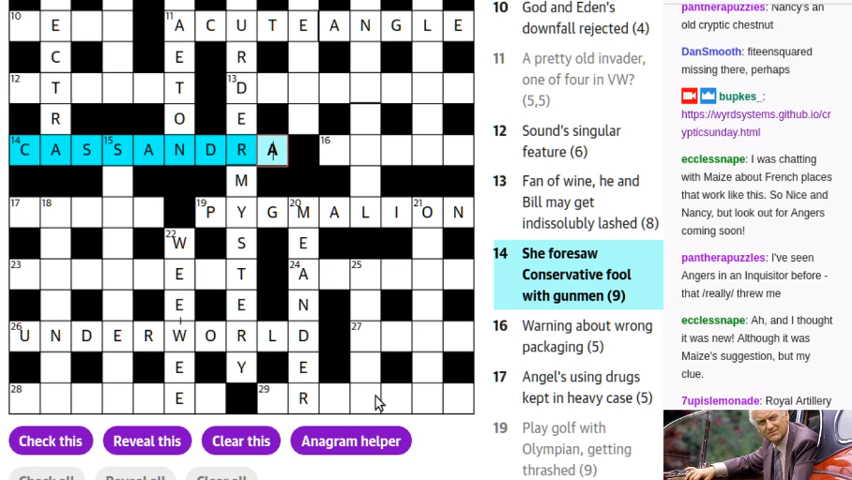 10 E 11 A C U T E A N G L E
C E R
12 T T 13 D
R O E
14 C A S 15 S A N D R A 16
M
17 18 19 P Y G 20 M A L I 21 O N
22 W S E
23 E T 24 A 25
E E N
26 U N D E R W O R L D 27
E Y E
28 E 29 R
Check this
Reveal this
Clear this
Anagram helper
10 God and Eden's
downfall rejected (4)
11 A pretty old invader,
one of four in VW?
(5,5)
12 Sound's singular
feature (6)
13 Fan of wine, he and
Bill may get
indissolubly lashed (8)
14 She foresaw
Conservative fool
with gunmen (9)
16 Warning about wrong
packaging (5)
17 Angel's using drugs
kept in heavy case (5)
19 Play golf with
Olympian, getting
thrashed (9)
pantherapuzzles: Nancy's an
old cryptic chestnut
DanSmooth: fiteensquared
missing there, perhaps
bupkes_:
https://wyrdsystems.github.io/cr
ypticsunday.html
ecclessnape: I was chatting
with Maize about French places
that work like this. So Nice and
Nancy, but look out for Angers
coming soon!
pantherapuzzles: I've seen
Angers in an Inquisitor before -
that /really/ threw me
ecclessnape: Ah, and I thought
it was new! Although it was
Maize's suggestion, but my
clue.
7upislemonade: Royal Artillery